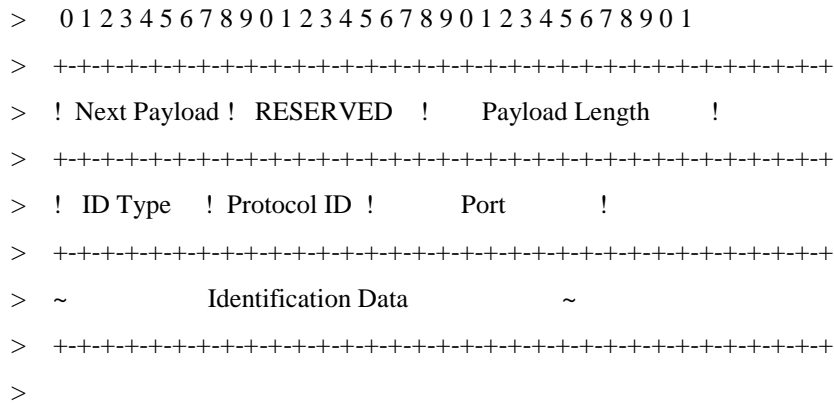 > 0 1 2 3 4 5 6 7 8 9 0 1 2 3 4 5 6 7 8 9 0 1 2 3 4 5 6 7 8 9 0 1
> +-+-+-+-+-+-+-+-+-+-+-+-+-+-+-+-+-+-+-+-+-+-+-+-+-+-+-+-+-+-+-+-+
> ! Next Payload ! RESERVED ! Payload Length !
> +-+-+-+-+-+-+-+-+-+-+-+-+-+-+-+-+-+-+-+-+-+-+-+-+-+-+-+-+-+-+-+-+
> ! ID Type ! Protocol ID ! Port !
> +-+-+-+-+-+-+-+-+-+-+-+-+-+-+-+-+-+-+-+-+-+-+-+-+-+-+-+-+-+-+-+-+
> ~ Identification Data ~
> +-+-+-+-+-+-+-+-+-+-+-+-+-+-+-+-+-+-+-+-+-+-+-+-+-+-+-+-+-+-+-+-+
>